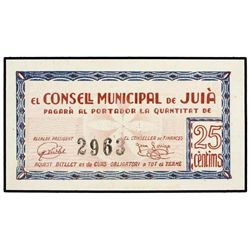 EL CONSELL MUNICIPAL DE JUIÀ
PAGARÀ AL PORTADOR LA QUANTITAT DE
ALCALDE PRESIDENT
EL CONSELLER DE FINANCES
2963
25
cèntims
AQUEST BITLLET ES DE CURS OBLIGATORI A TOT EL TERME